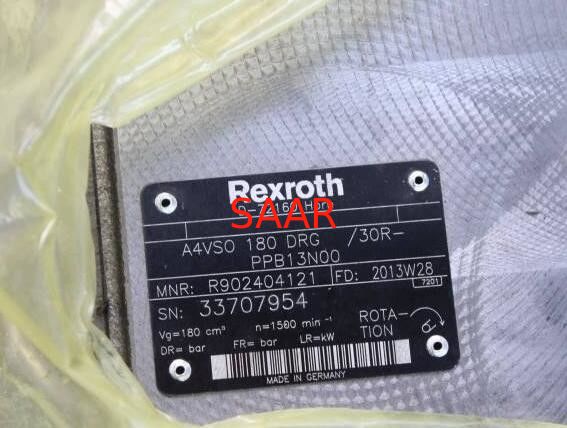 Rexroth
SAAR
A4VSO 180 DRG /30R-
PPB13N00
MNR: R902404121 FD: 2013W28
7201
SN: 33707954
Vg=180 cm³ n=1500 min⁻¹
DR= bar FR= bar LR=kW
ROTA-
TION
MADE IN GERMANY